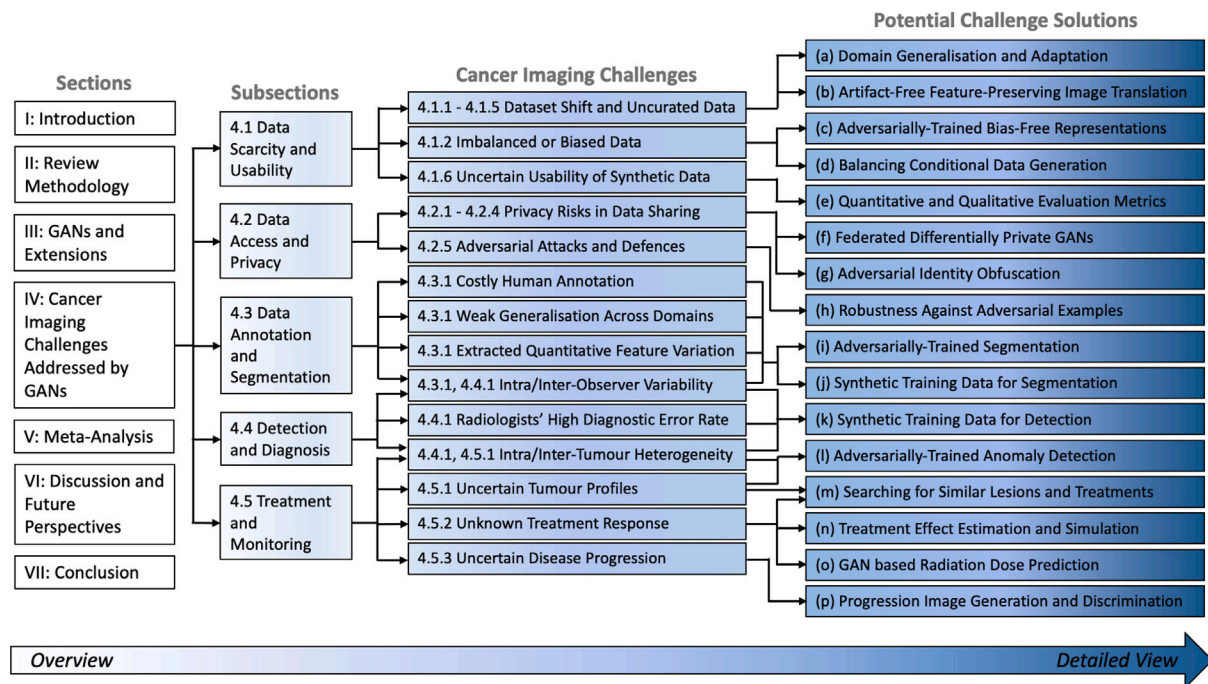 Sections
I: Introduction
II: Review
Methodology
III: GANs and
Extensions
IV: Cancer
Imaging
Challenges
Addressed by
GANs
V: Meta-Analysis
VI: Discussion and
Future
Perspectives
VII: Conclusion
Subsections
4.1 Data
Scarcity and
Usability
4.2 Data
Access and
Privacy
4.3 Data
Annotation
and
Segmentation
4.4 Detection
and Diagnosis
4.5 Treatment
and
Monitoring
Cancer Imaging Challenges
4.1.1 - 4.1.5 Dataset Shift and Uncurated Data
4.1.2 Imbalanced or Biased Data
4.1.6 Uncertain Usability of Synthetic Data
4.2.1 - 4.2.4 Privacy Risks in Data Sharing
4.2.5 Adversarial Attacks and Defences
4.3.1 Costly Human Annotation
4.3.1 Weak Generalisation Across Domains
4.3.1 Extracted Quantitative Feature Variation
4.3.1, 4.4.1 Intra/Inter-Observer Variability
4.4.1 Radiologists' High Diagnostic Error Rate
4.4.1, 4.5.1 Intra/Inter-Tumour Heterogeneity
4.5.1 Uncertain Tumour Profiles
4.5.2 Unknown Treatment Response
4.5.3 Uncertain Disease Progression
Potential Challenge Solutions
(a) Domain Generalisation and Adaptation
(b) Artifact-Free Feature-Preserving Image Translation
(c) Adversarially-Trained Bias-Free Representations
(d) Balancing Conditional Data Generation
(e) Quantitative and Qualitative Evaluation Metrics
(f) Federated Differentially Private GANs
(g) Adversarial Identity Obfuscation
(h) Robustness Against Adversarial Examples
(i) Adversarially-Trained Segmentation
(j) Synthetic Training Data for Segmentation
(k) Synthetic Training Data for Detection
(l) Adversarially-Trained Anomaly Detection
(m) Searching for Similar Lesions and Treatments
(n) Treatment Effect Estimation and Simulation
(o) GAN based Radiation Dose Prediction
(p) Progression Image Generation and Discrimination
Overview
Detailed View